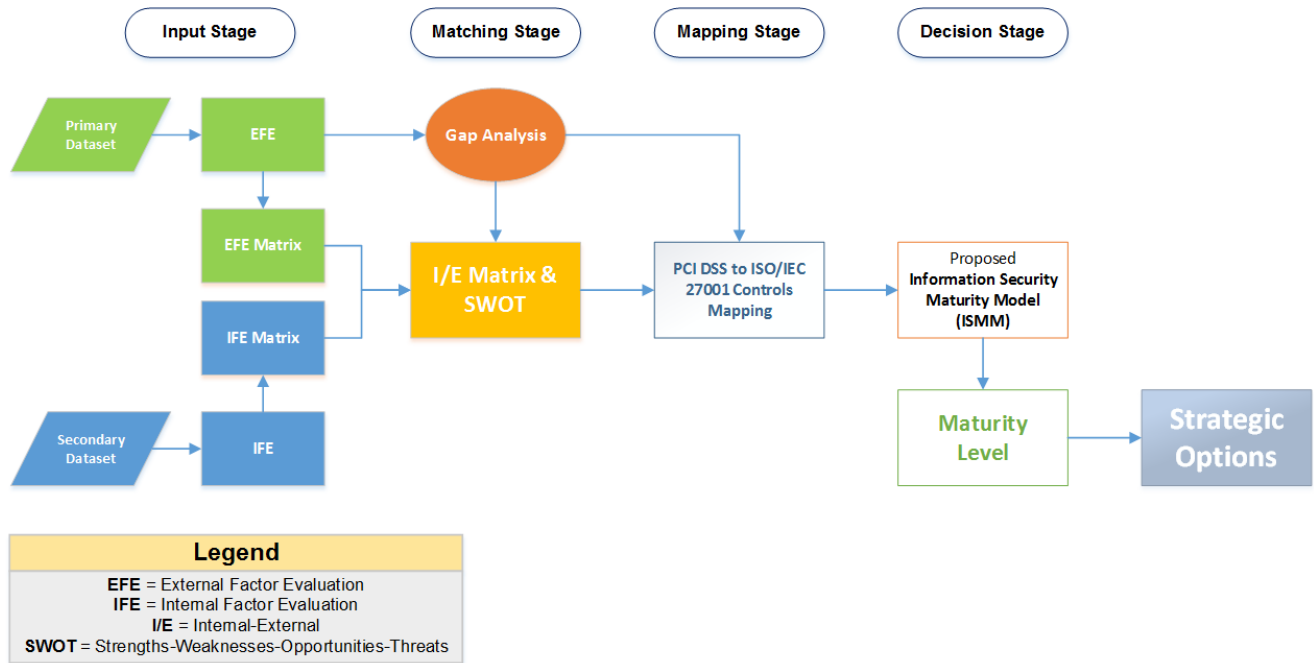 Input Stage
Matching Stage
Mapping Stage
Decision Stage
Primary
Dataset
EFE
Gap Analysis
EFE Matrix
I/E Matrix &
SWOT
PCI DSS to ISO/IEC
27001 Controls
Mapping
Proposed
Information Security
Maturity Model
(ISMM)
IFE Matrix
Secondary
Dataset
IFE
Maturity
Level
Strategic
Options
Legend
EFE = External Factor Evaluation
IFE = Internal Factor Evaluation
I/E = Internal-External
SWOT = Strengths-Weaknesses-Opportunities-Threats